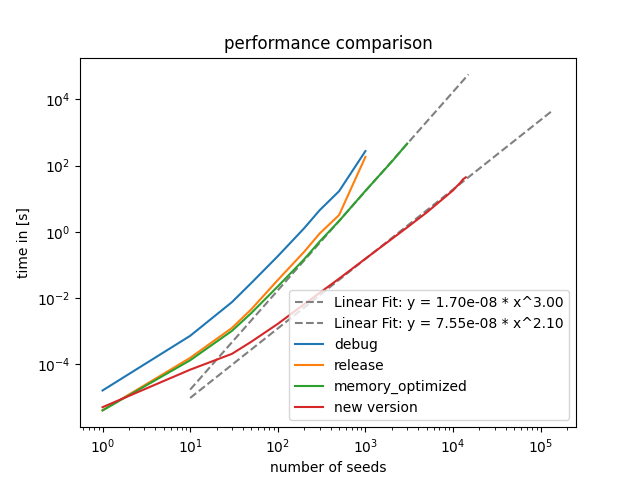 performance comparison
time in [s]
10^4
10^2
10^0
10^−2
10^−4
Linear Fit: y = 1.70e-08 * x^3.00
Linear Fit: y = 7.55e-08 * x^2.10
debug
release
memory_optimized
new version
10^0 10^1 10^2 10^3 10^4 10^5
number of seeds